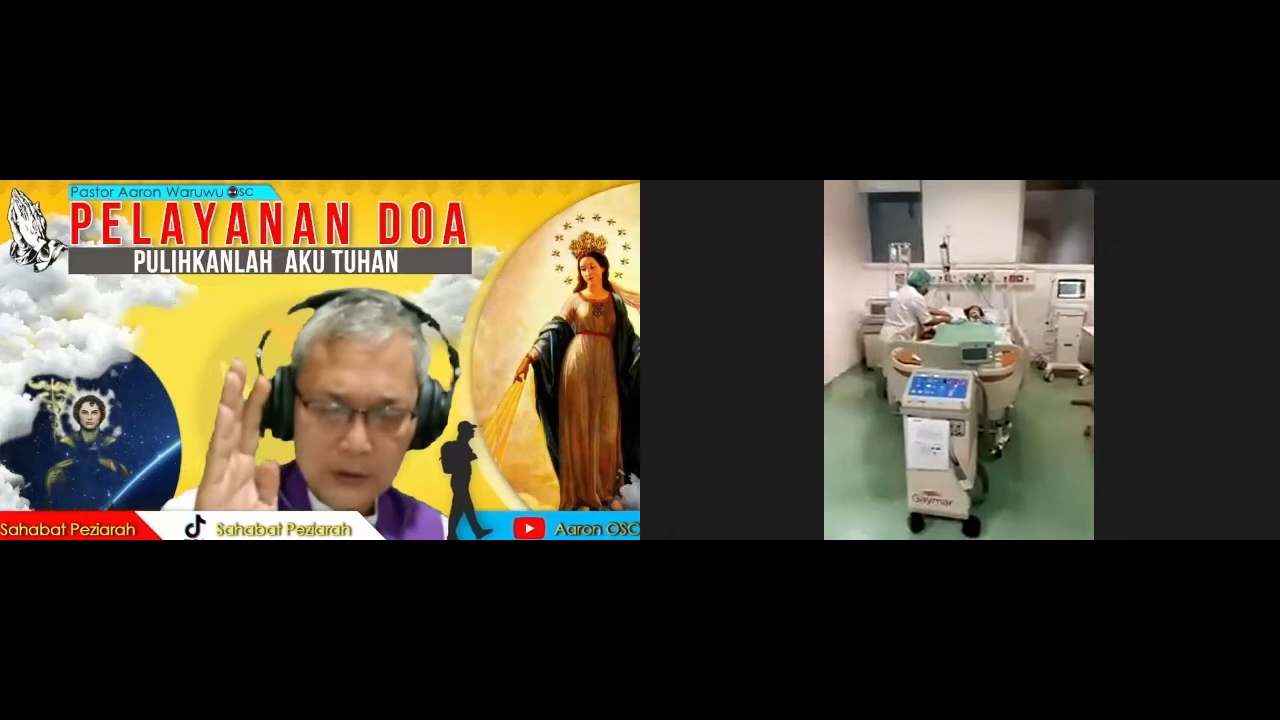 Pastor Aaron Waruwu OSC
PELAYANAN DOA
PULIHKANLAH AKU TUHAN
Sahabat Peziarah
Sahabat Peziarah
Aaron OSC
Gaymar